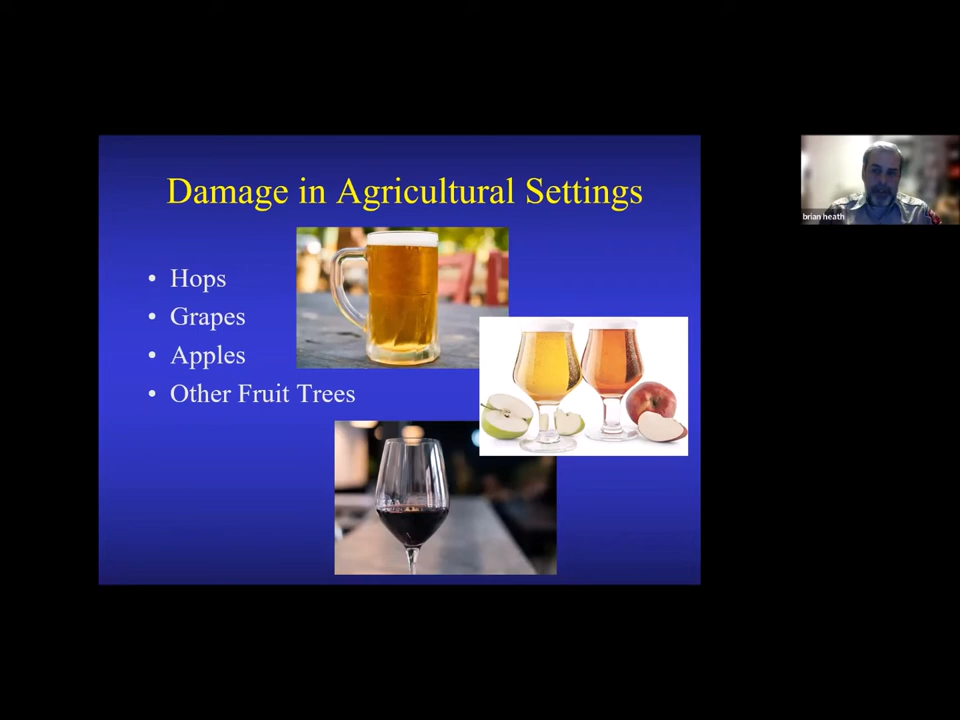 Damage in Agricultural Settings
• Hops
• Grapes
• Apples
• Other Fruit Trees
brian heath